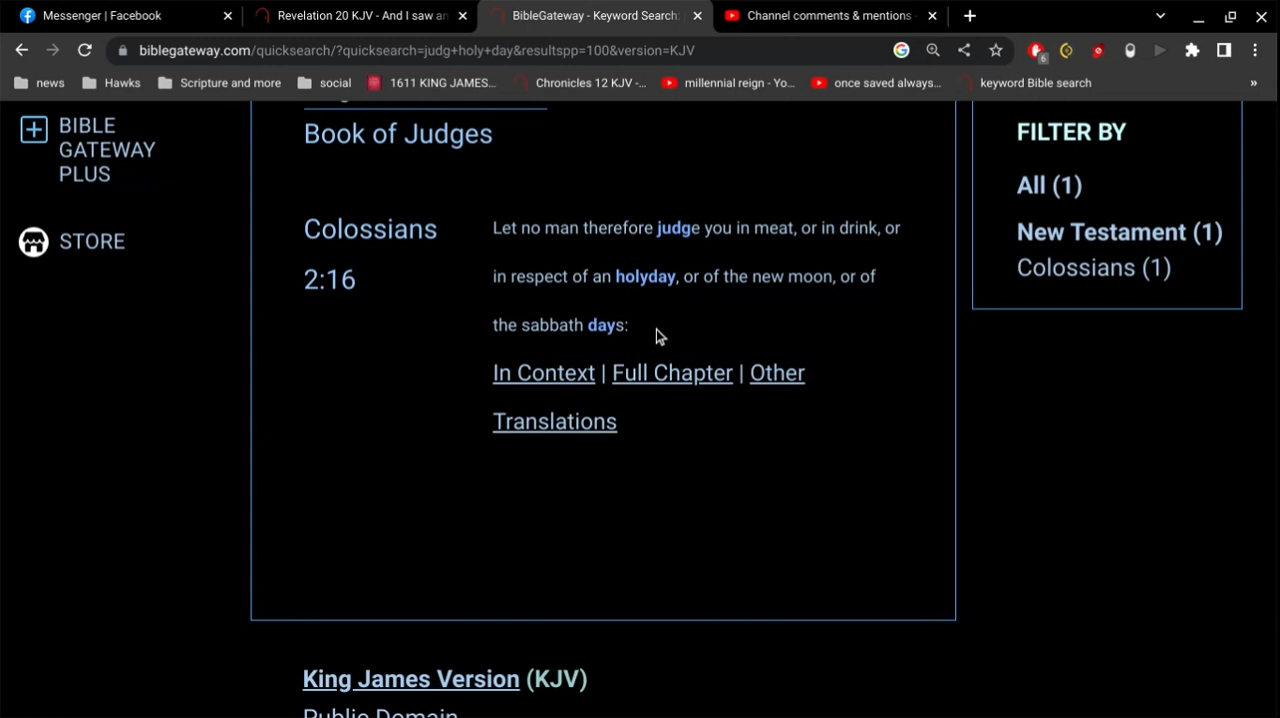 Messenger | Facebook
Revelation 20 KJV - And I saw an
BibleGateway - Keyword Search:
Channel comments & mentions -
biblegateway.com/quicksearch/?quicksearch=judg+holy+day&resultspp=100&version=KJV
6
news
Hawks
Scripture and more
social
1611 KING JAMES...
Chronicles 12 KJV -...
millennial reign - Yo...
once saved always...
keyword Bible search
»
BIBLE
GATEWAY
PLUS
STORE
Book of Judges
Colossians
2:16
Let no man therefore judge you in meat, or in drink, or
in respect of an holyday, or of the new moon, or of
the sabbath days:
In Context | Full Chapter | Other
Translations
FILTER BY
All (1)
New Testament (1)
Colossians (1)
King James Version (KJV)
Public Domain